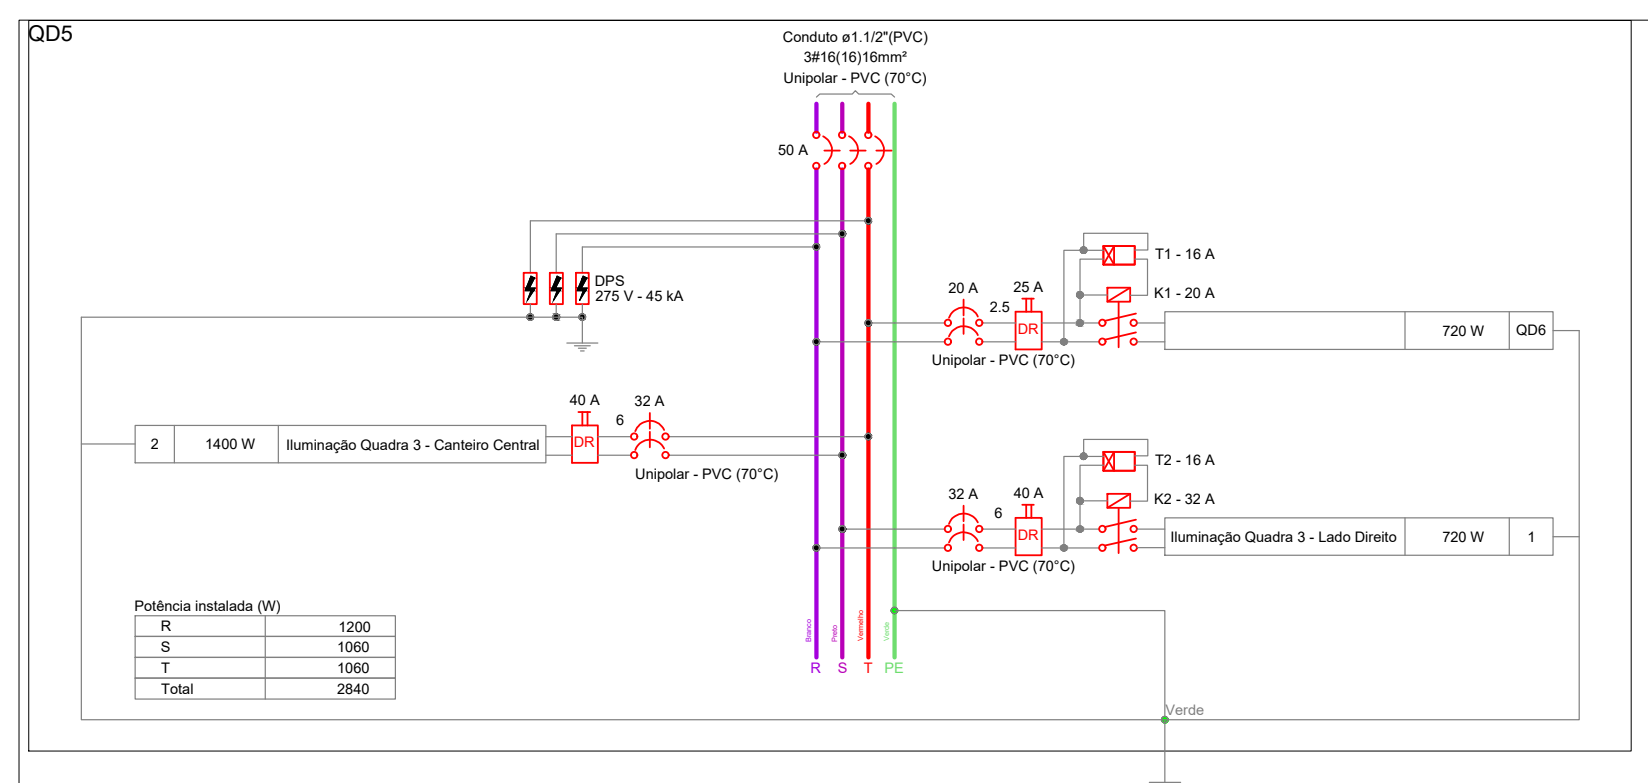 QD5
Conduto ø1.1/2"(PVC)
3#16(16)16mm²
Unipolar - PVC (70°C)
50 A
DPS
275 V - 45 kA
T1 - 16 A
K1 - 20 A
20 A
25 A
2.5
DR
720 W
QD6
Unipolar - PVC (70°C)
40 A
32 A
6
DR
2
1400 W
Iluminação Quadra 3 - Canteiro Central
Unipolar - PVC (70°C)
T2 - 16 A
K2 - 32 A
32 A
40 A
6
DR
Iluminação Quadra 3 - Lado Direito
720 W
1
Unipolar - PVC (70°C)
Potência instalada (W)
R 1200
S 1060
T 1060
Total 2840
Branco
Preto
Vermelho
Verde
R S T PE
Verde